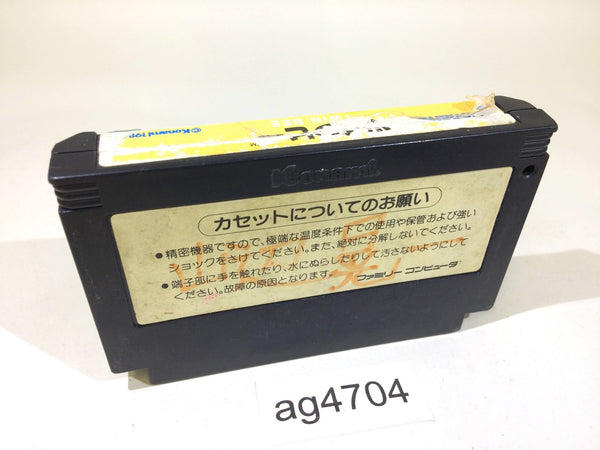 ©Konami 198
TWIN BEE
Konami
カセットについてのお願い
●精密機器ですので、極端な温度条件下での使用や保管および強い
ショックをさけてください。また、絶対に分解しないでください。
●端子部に手を触れたり、水にぬらしたりして汚さないようにして
ください。故障の原因となります。
ファミリー コンピュータ
ag4704